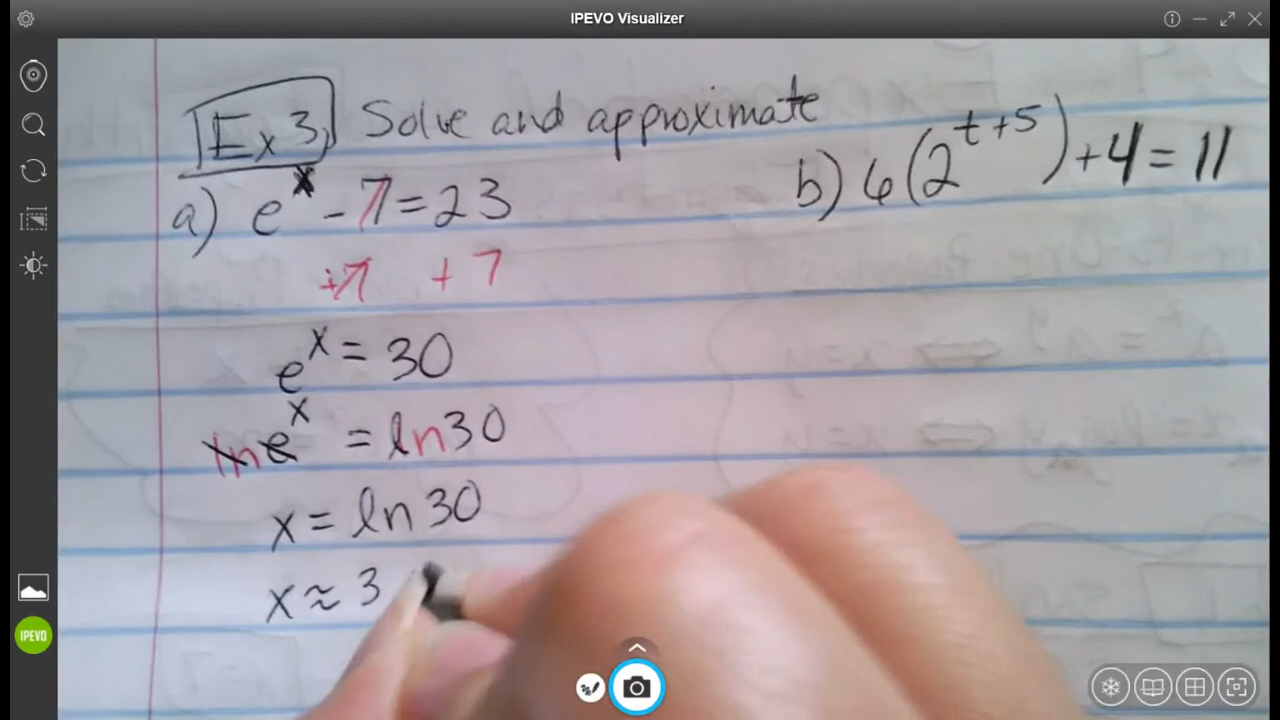 IPEVO Visualizer
Ex 3, Solve and approximate
a) e^x - 7 = 23
+7 +7
e^x = 30
ln e^x = ln 30
x = ln 30
x ≈ 3
b) 6(2^{t+5}) + 4 = 11
IPEVO